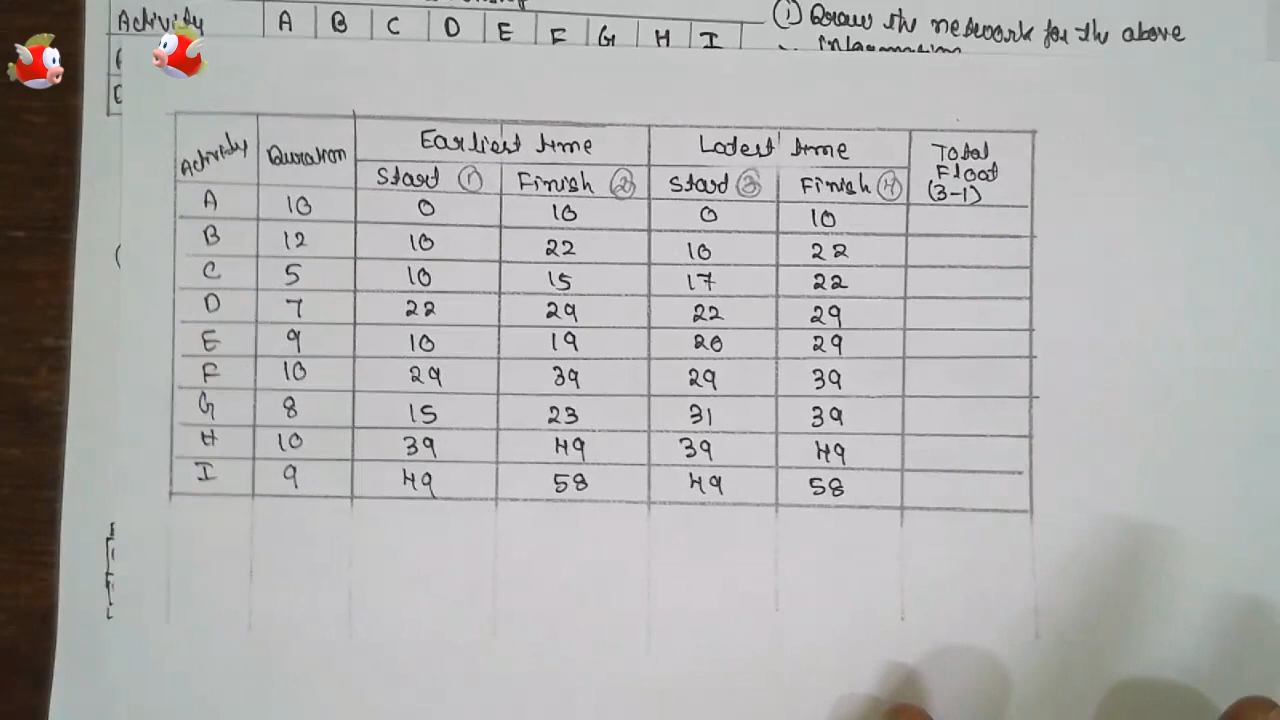 Activity A B C D E F G H I
① Draw the network for the above
information
Activity Duration Earliest time Latest time Total Float (3-1)
Start ① Finish ② Start ③ Finish ④
A 10 0 10 0 10
B 12 10 22 10 22
C 5 10 15 17 22
D 7 22 29 22 29
E 9 10 19 20 29
F 10 29 39 29 39
G 8 15 23 31 39
H 10 39 49 39 49
I 9 49 58 49 58